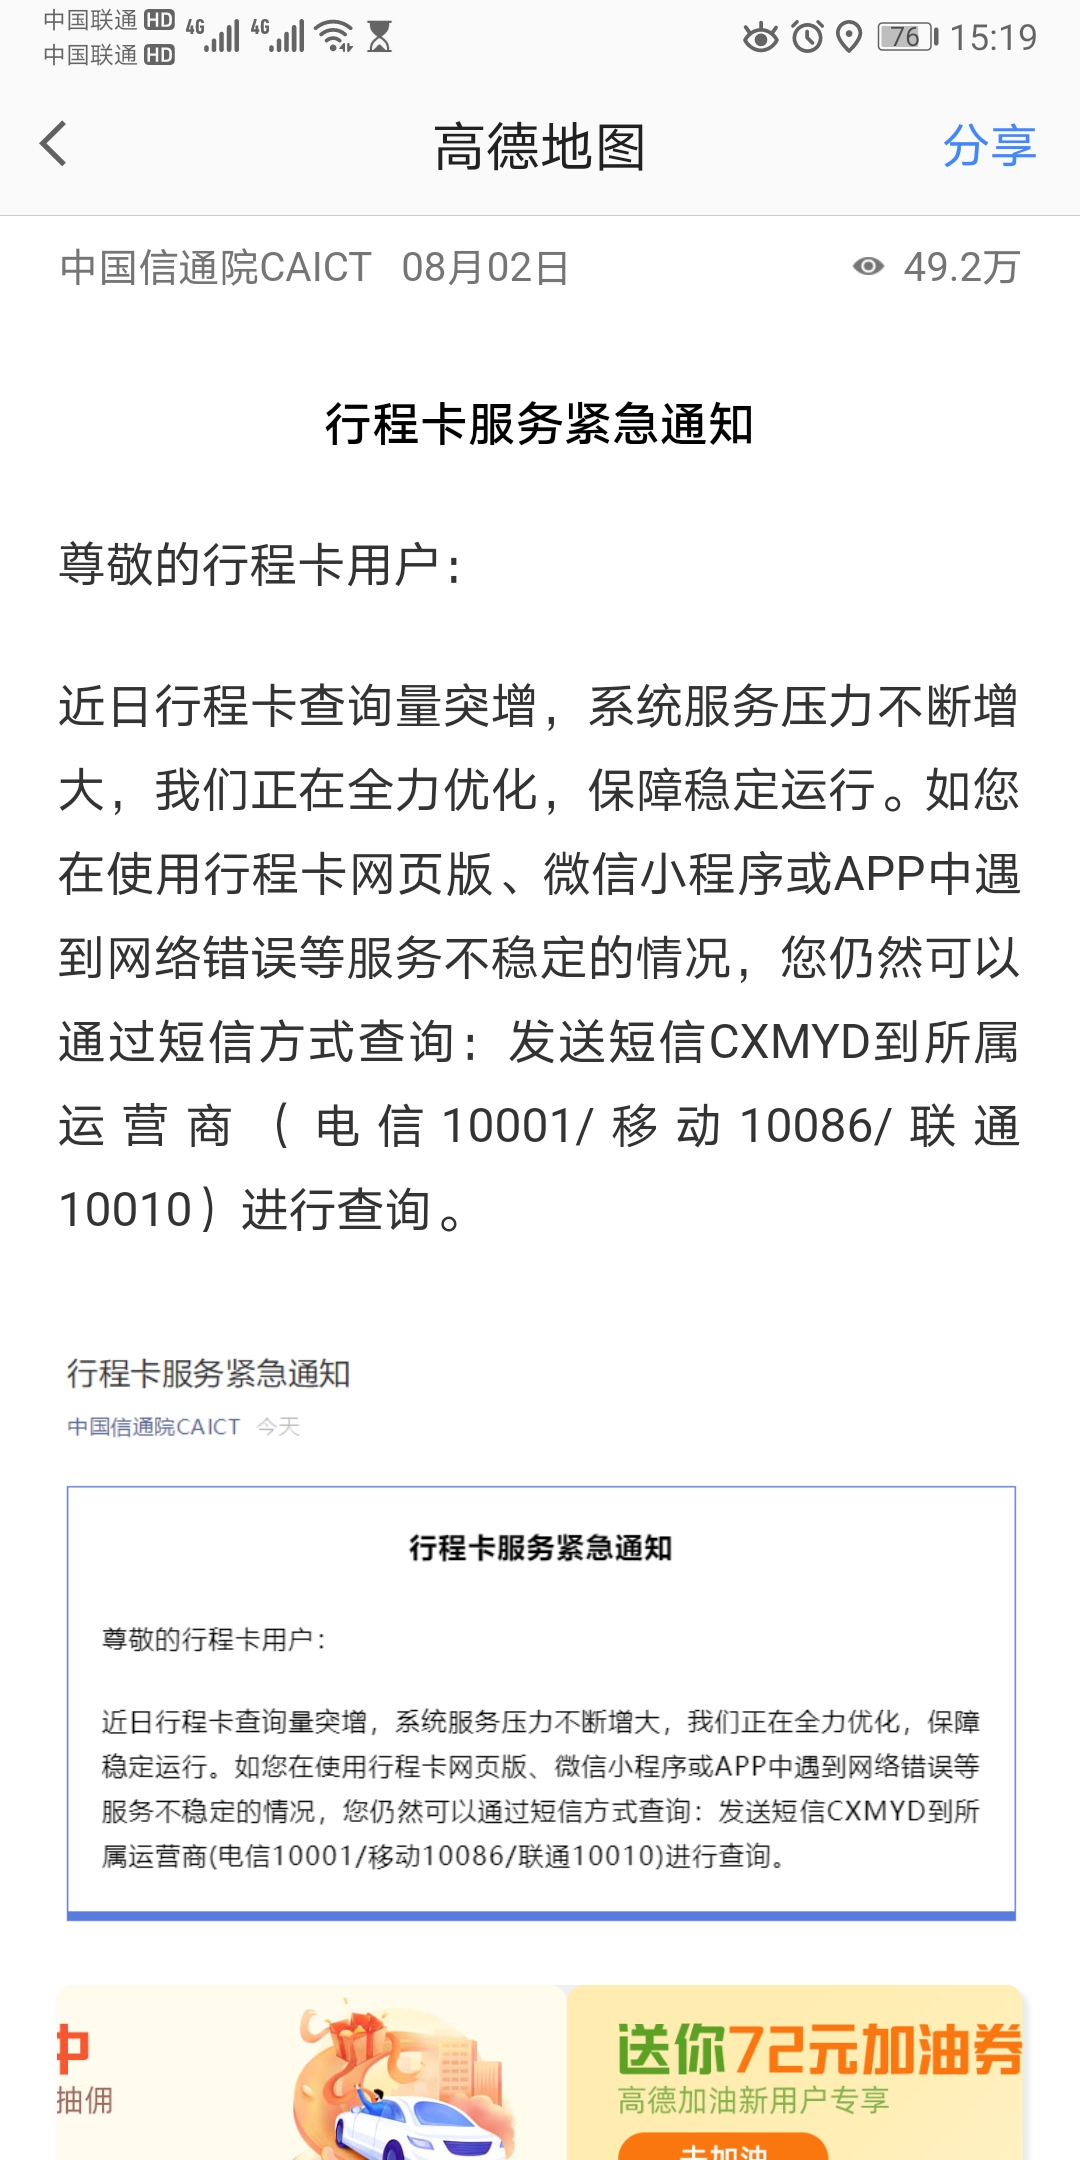 中国联通 HD 4G 4G 76 15:19
中国联通 HD
高德地图 分享
中国信通院CAICT 08月02日 49.2万
行程卡服务紧急通知
尊敬的行程卡用户：
近日行程卡查询量突增，系统服务压力不断增
大，我们正在全力优化，保障稳定运行。如您
在使用行程卡网页版、微信小程序或APP中遇
到网络错误等服务不稳定的情况，您仍然可以
通过短信方式查询：发送短信CXMYD到所属
运营商（电信10001/移动10086/联通
10010）进行查询。
行程卡服务紧急通知
中国信通院CAICT 今天
行程卡服务紧急通知
尊敬的行程卡用户：
近日行程卡查询量突增，系统服务压力不断增大，我们正在全力优化，保障
稳定运行。如您在使用行程卡网页版、微信小程序或APP中遇到网络错误等
服务不稳定的情况，您仍然可以通过短信方式查询：发送短信CXMYD到所
属运营商(电信10001/移动10086/联通10010)进行查询。
中
抽佣
送你72元加油券
高德加油新用户专享
去加油